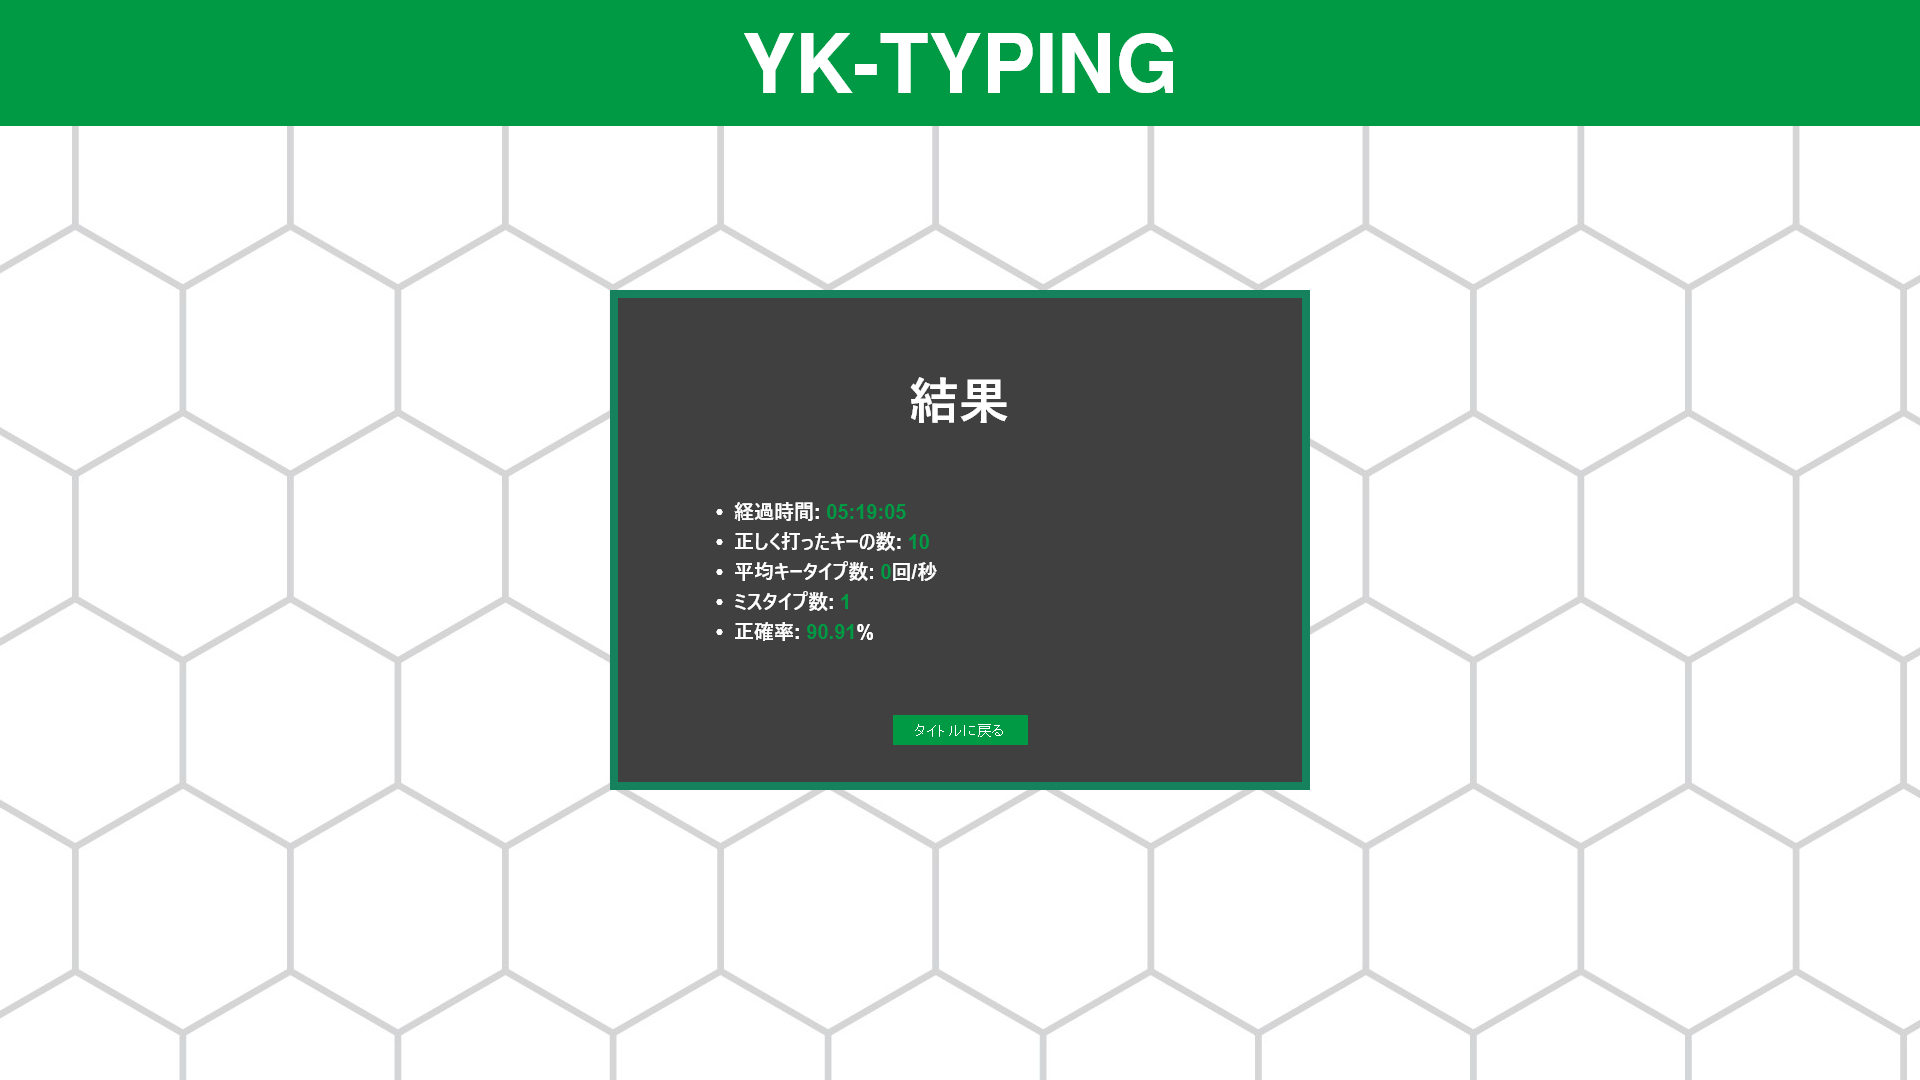 YK-TYPING
結果
• 経過時間: 05:19:05
• 正しく打ったキーの数: 10
• 平均キータイプ数: 0回/秒
• ミスタイプ数: 1
• 正確率: 90.91%
タイトルに戻る